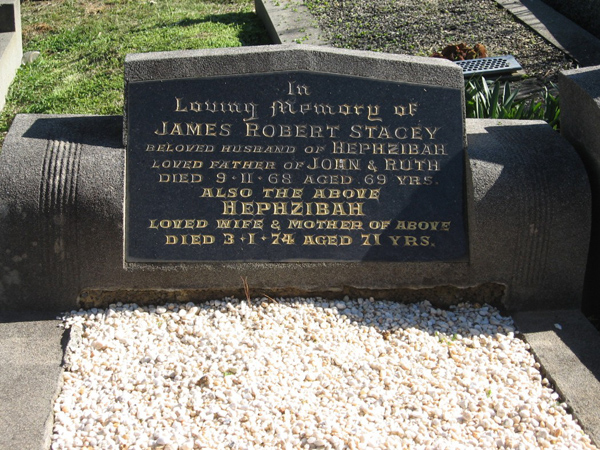 In
Loving Memory of
JAMES ROBERT STACEY
BELOVED HUSBAND OF HEPHZIBAH
LOVED FATHER OF JOHN & RUTH
DIED 9·11·68 AGED 69 YRS.
ALSO THE ABOVE
HEPHZIBAH
LOVED WIFE & MOTHER OF ABOVE
DIED 3·1·74 AGED 71 YRS.